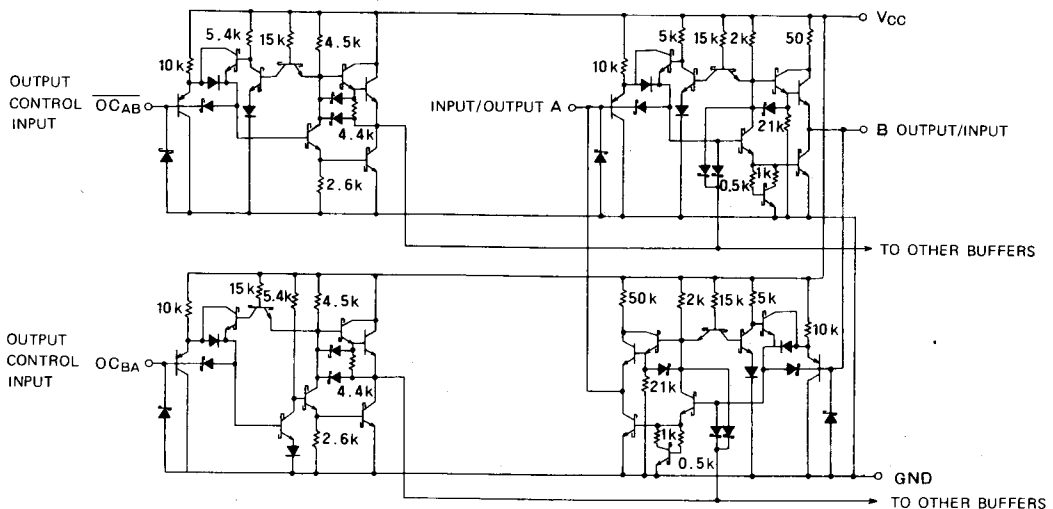 VCC
5.4k
15k
4.5k
10k
4.4k
2.6k
OUTPUT
CONTROL
INPUT
OCAB
5k
15k
2k
50
10k
21k
1k
0.5k
INPUT/OUTPUT A
B OUTPUT/INPUT
TO OTHER BUFFERS
10k
15k
5.4k
4.5k
4.4k
2.6k
OUTPUT
CONTROL
INPUT
OCBA
50k
2k
15k
5k
10k
21k
1k
0.5k
GND
TO OTHER BUFFERS